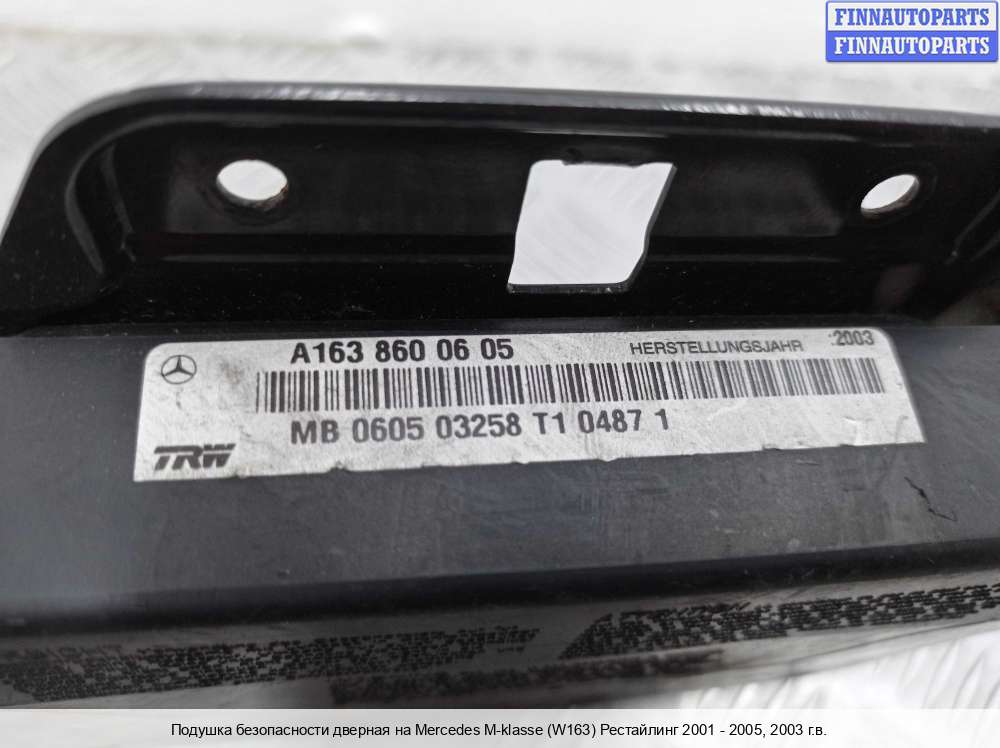 FINNAUTOPARTS
FINNAUTOPARTS
A163 860 06 05 HERSTELLUNGSJAHR :2003
MB 0605 03258 T1 0487 1
TRW
Подушка безопасности дверная на Mercedes M-klasse (W163) Рестайлинг 2001 - 2005, 2003 г.в.